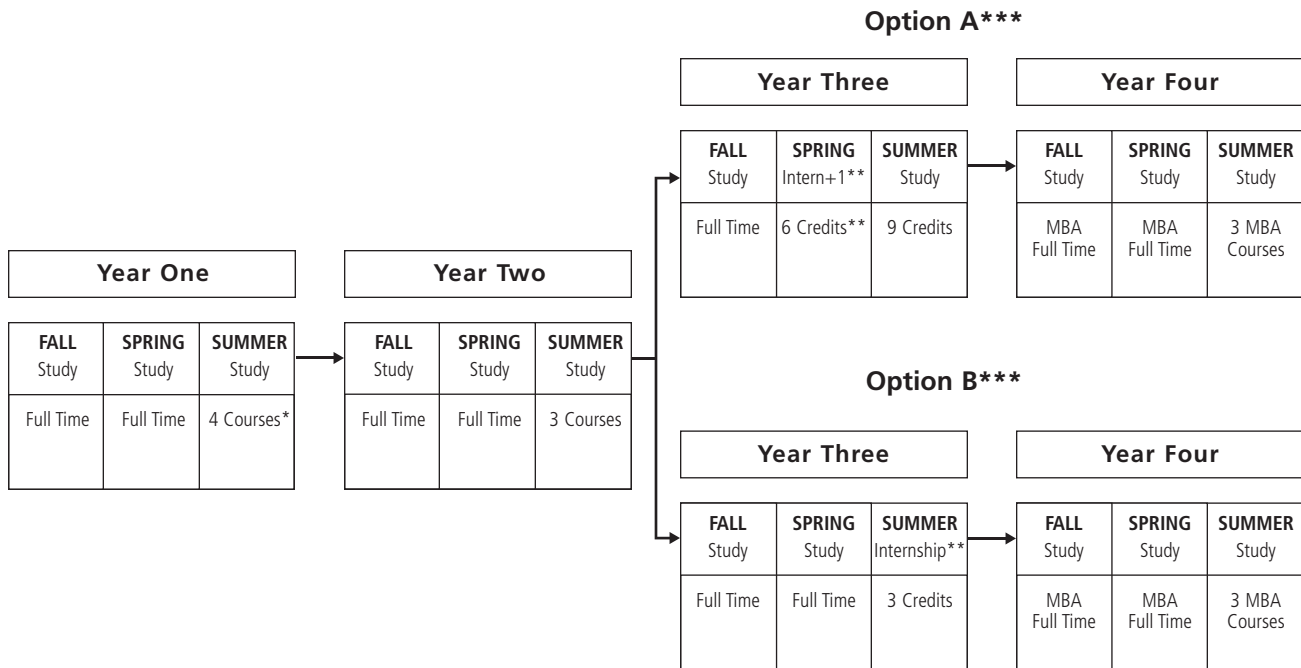 Option A***
Year Three
Year Four
FALL SPRING SUMMER
Study Intern+1** Study
Full Time 6 Credits** 9 Credits
FALL SPRING SUMMER
Study Study Study
MBA MBA 3 MBA
Full Time Full Time Courses
Year One
Year Two
FALL SPRING SUMMER
Study Study Study
Full Time Full Time 4 Courses*
FALL SPRING SUMMER
Study Study Study
Full Time Full Time 3 Courses
Option B***
Year Three
Year Four
FALL SPRING SUMMER
Study Study Internship**
Full Time Full Time 3 Credits
FALL SPRING SUMMER
Study Study Study
MBA MBA 3 MBA
Full Time Full Time Courses